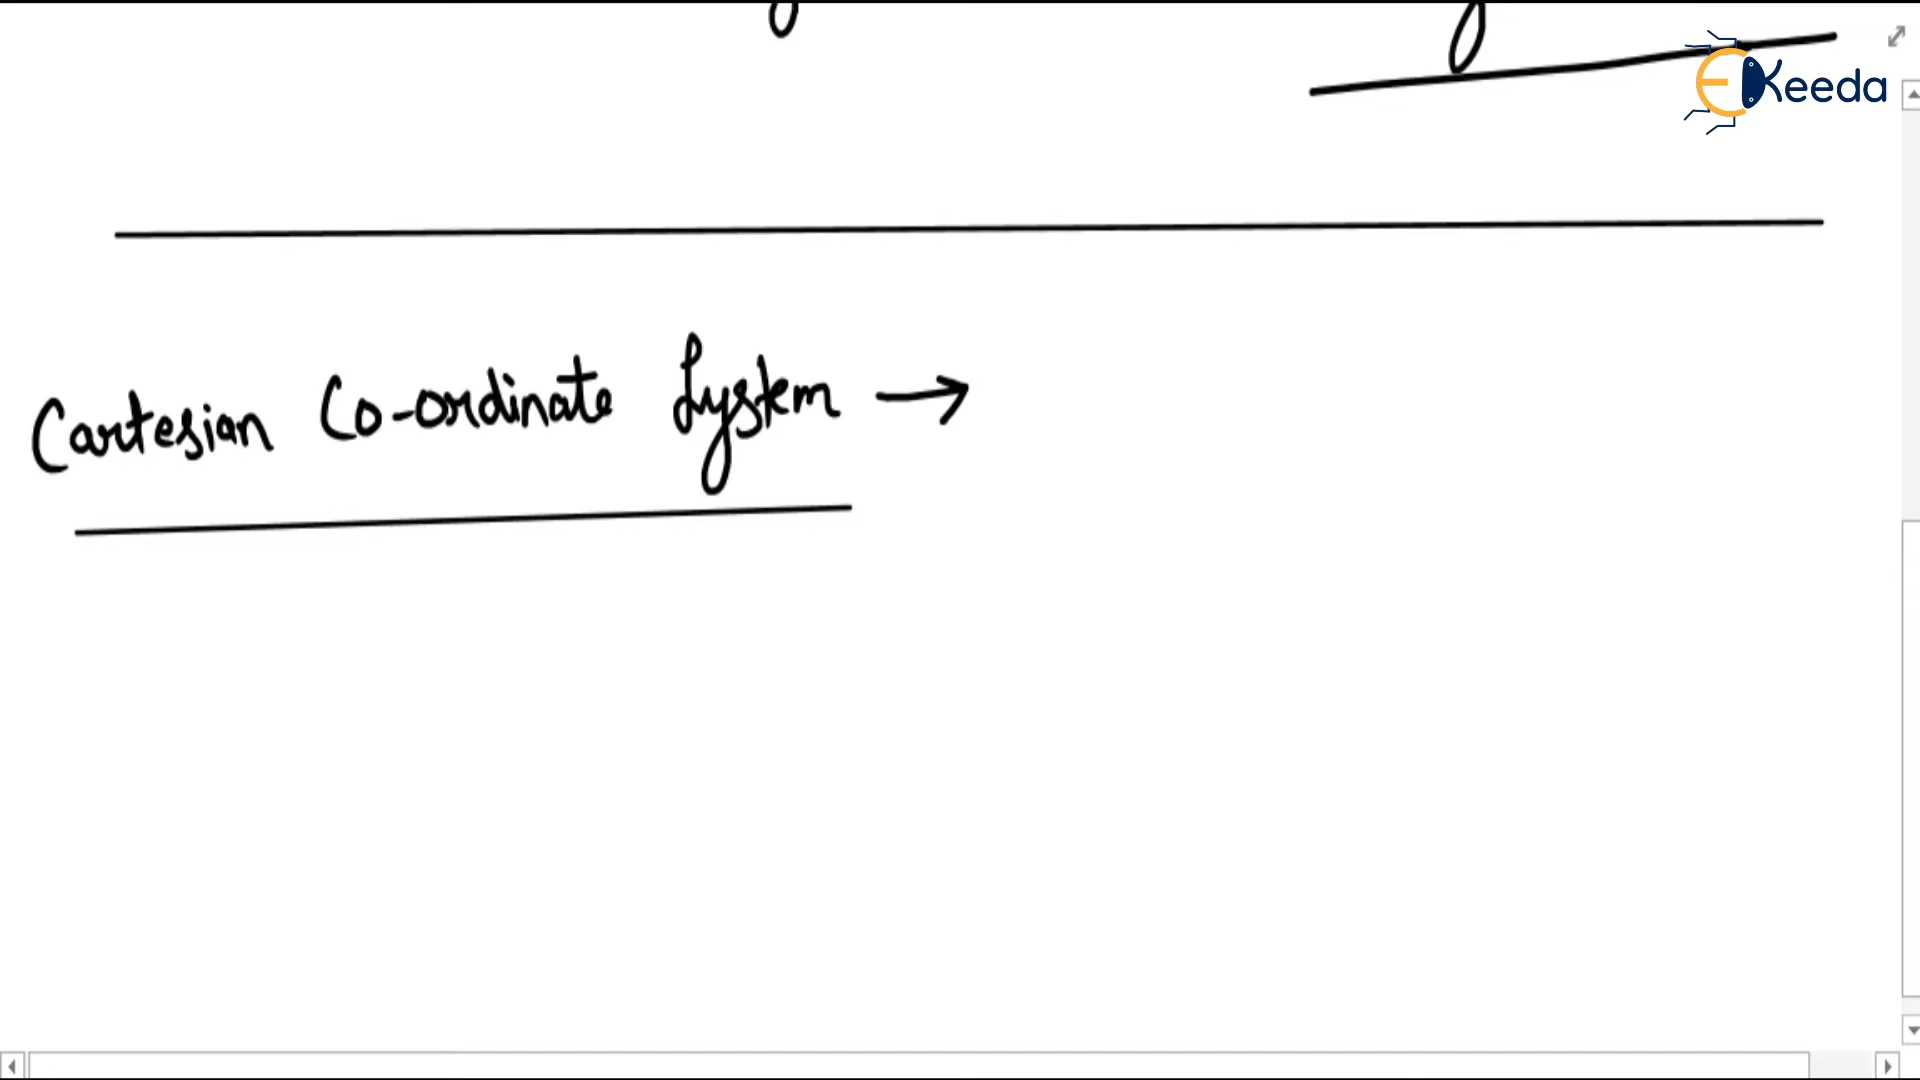 EKeeda
Cartesian Co-ordinate System →